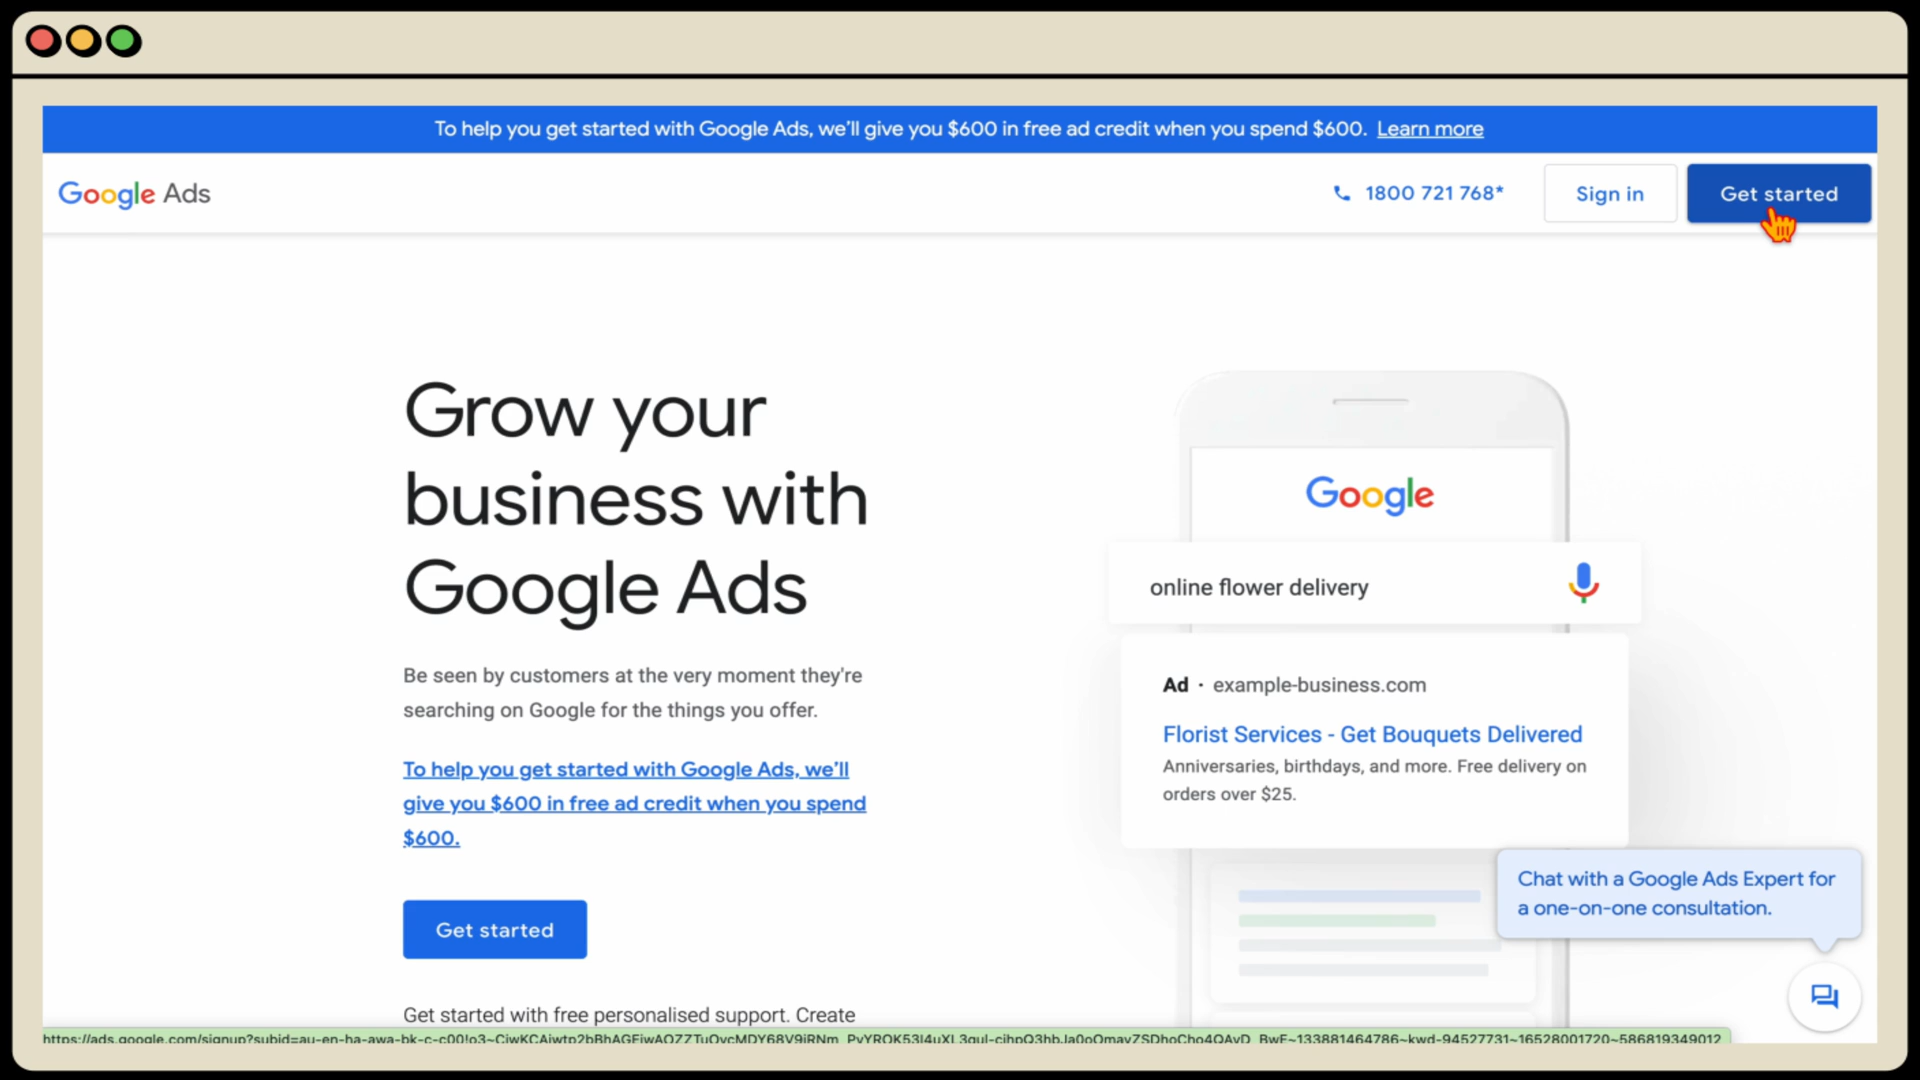 To help you get started with Google Ads, we'll give you $600 in free ad credit when you spend $600. Learn more
Google Ads
1800 721 768*
Sign in
Get started
Grow your
business with
Google Ads
Be seen by customers at the very moment they're
searching on Google for the things you offer.
To help you get started with Google Ads, we'll
give you $600 in free ad credit when you spend
$600.
Get started
Get started with free personalised support. Create
Google
online flower delivery
Ad · example-business.com
Florist Services - Get Bouquets Delivered
Anniversaries, birthdays, and more. Free delivery on
orders over $25.
Chat with a Google Ads Expert for
a one-on-one consultation.